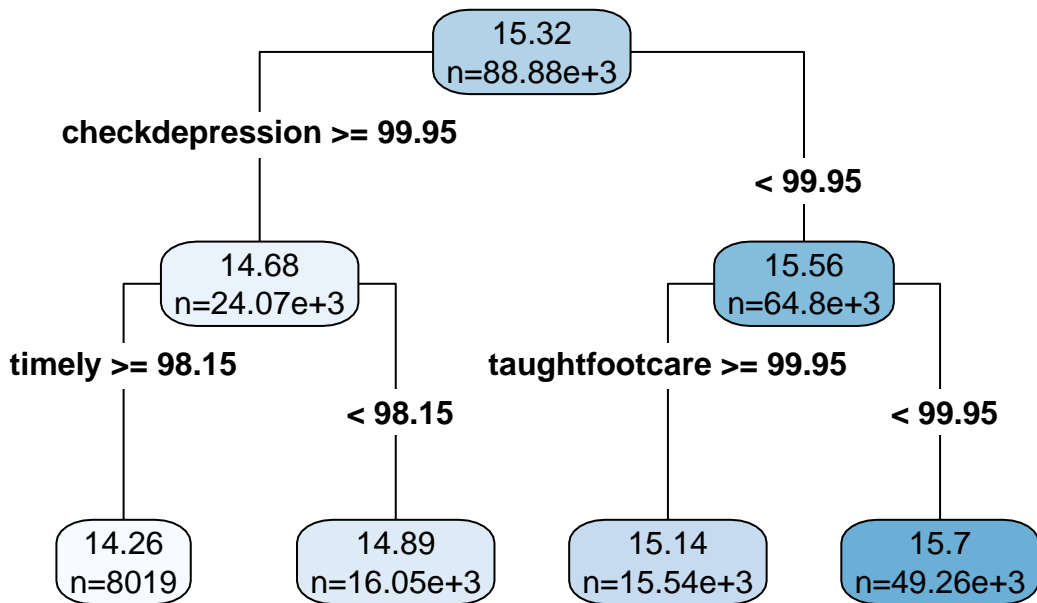 15.32
n=88.88e+3
checkdepression >= 99.95
< 99.95
14.68
n=24.07e+3
15.56
n=64.8e+3
timely >= 98.15
< 98.15
taughtfootcare >= 99.95
< 99.95
14.26
n=8019
14.89
n=16.05e+3
15.14
n=15.54e+3
15.7
n=49.26e+3